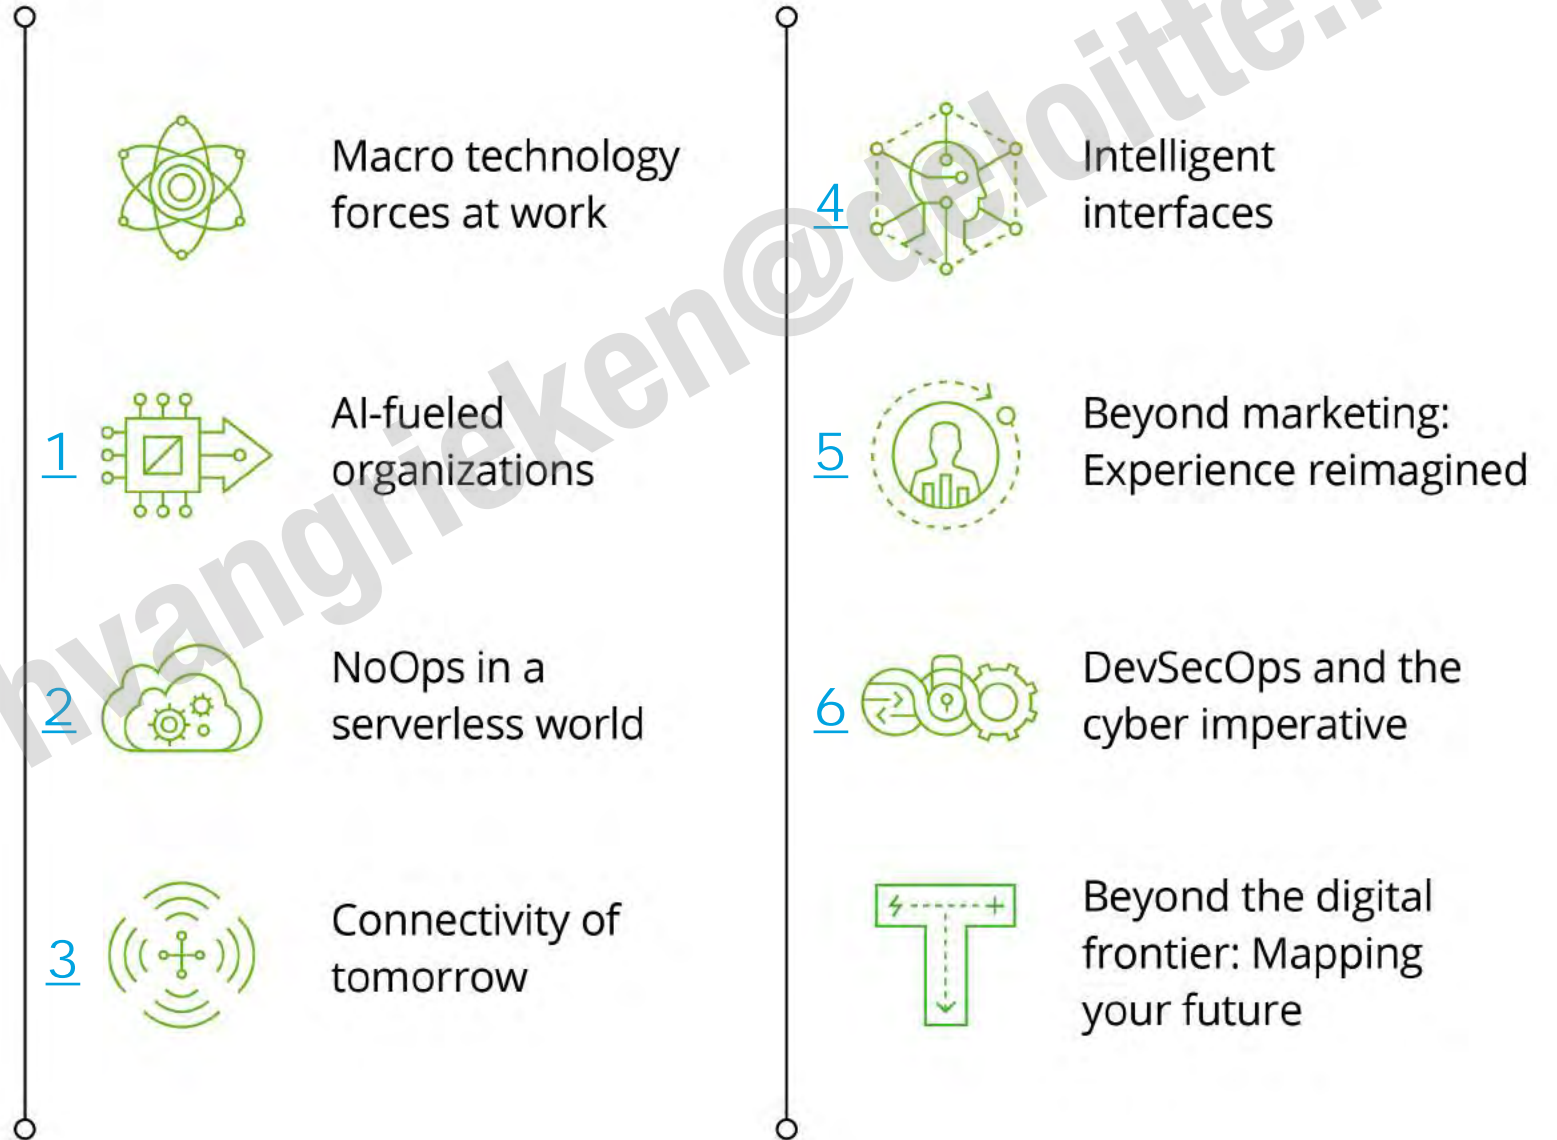 Macro technology
forces at work
1
AI-fueled
organizations
2
NoOps in a
serverless world
3
Connectivity of
tomorrow
4
Intelligent
interfaces
5
Beyond marketing:
Experience reimagined
6
DevSecOps and the
cyber imperative
Beyond the digital
frontier: Mapping
your future
hvangrieken@deloitte.